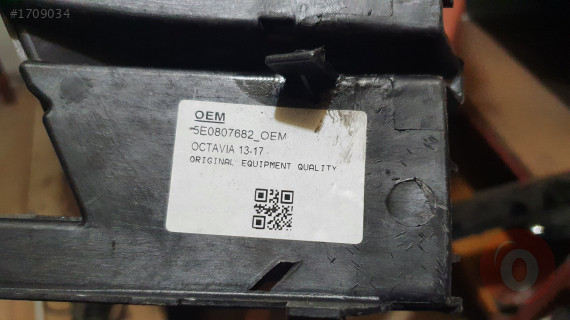 #1709034
OEM
5E0807682_OEM
OCTAVIA 13-17
ORIGINAL EQUIPMENT QUALITY